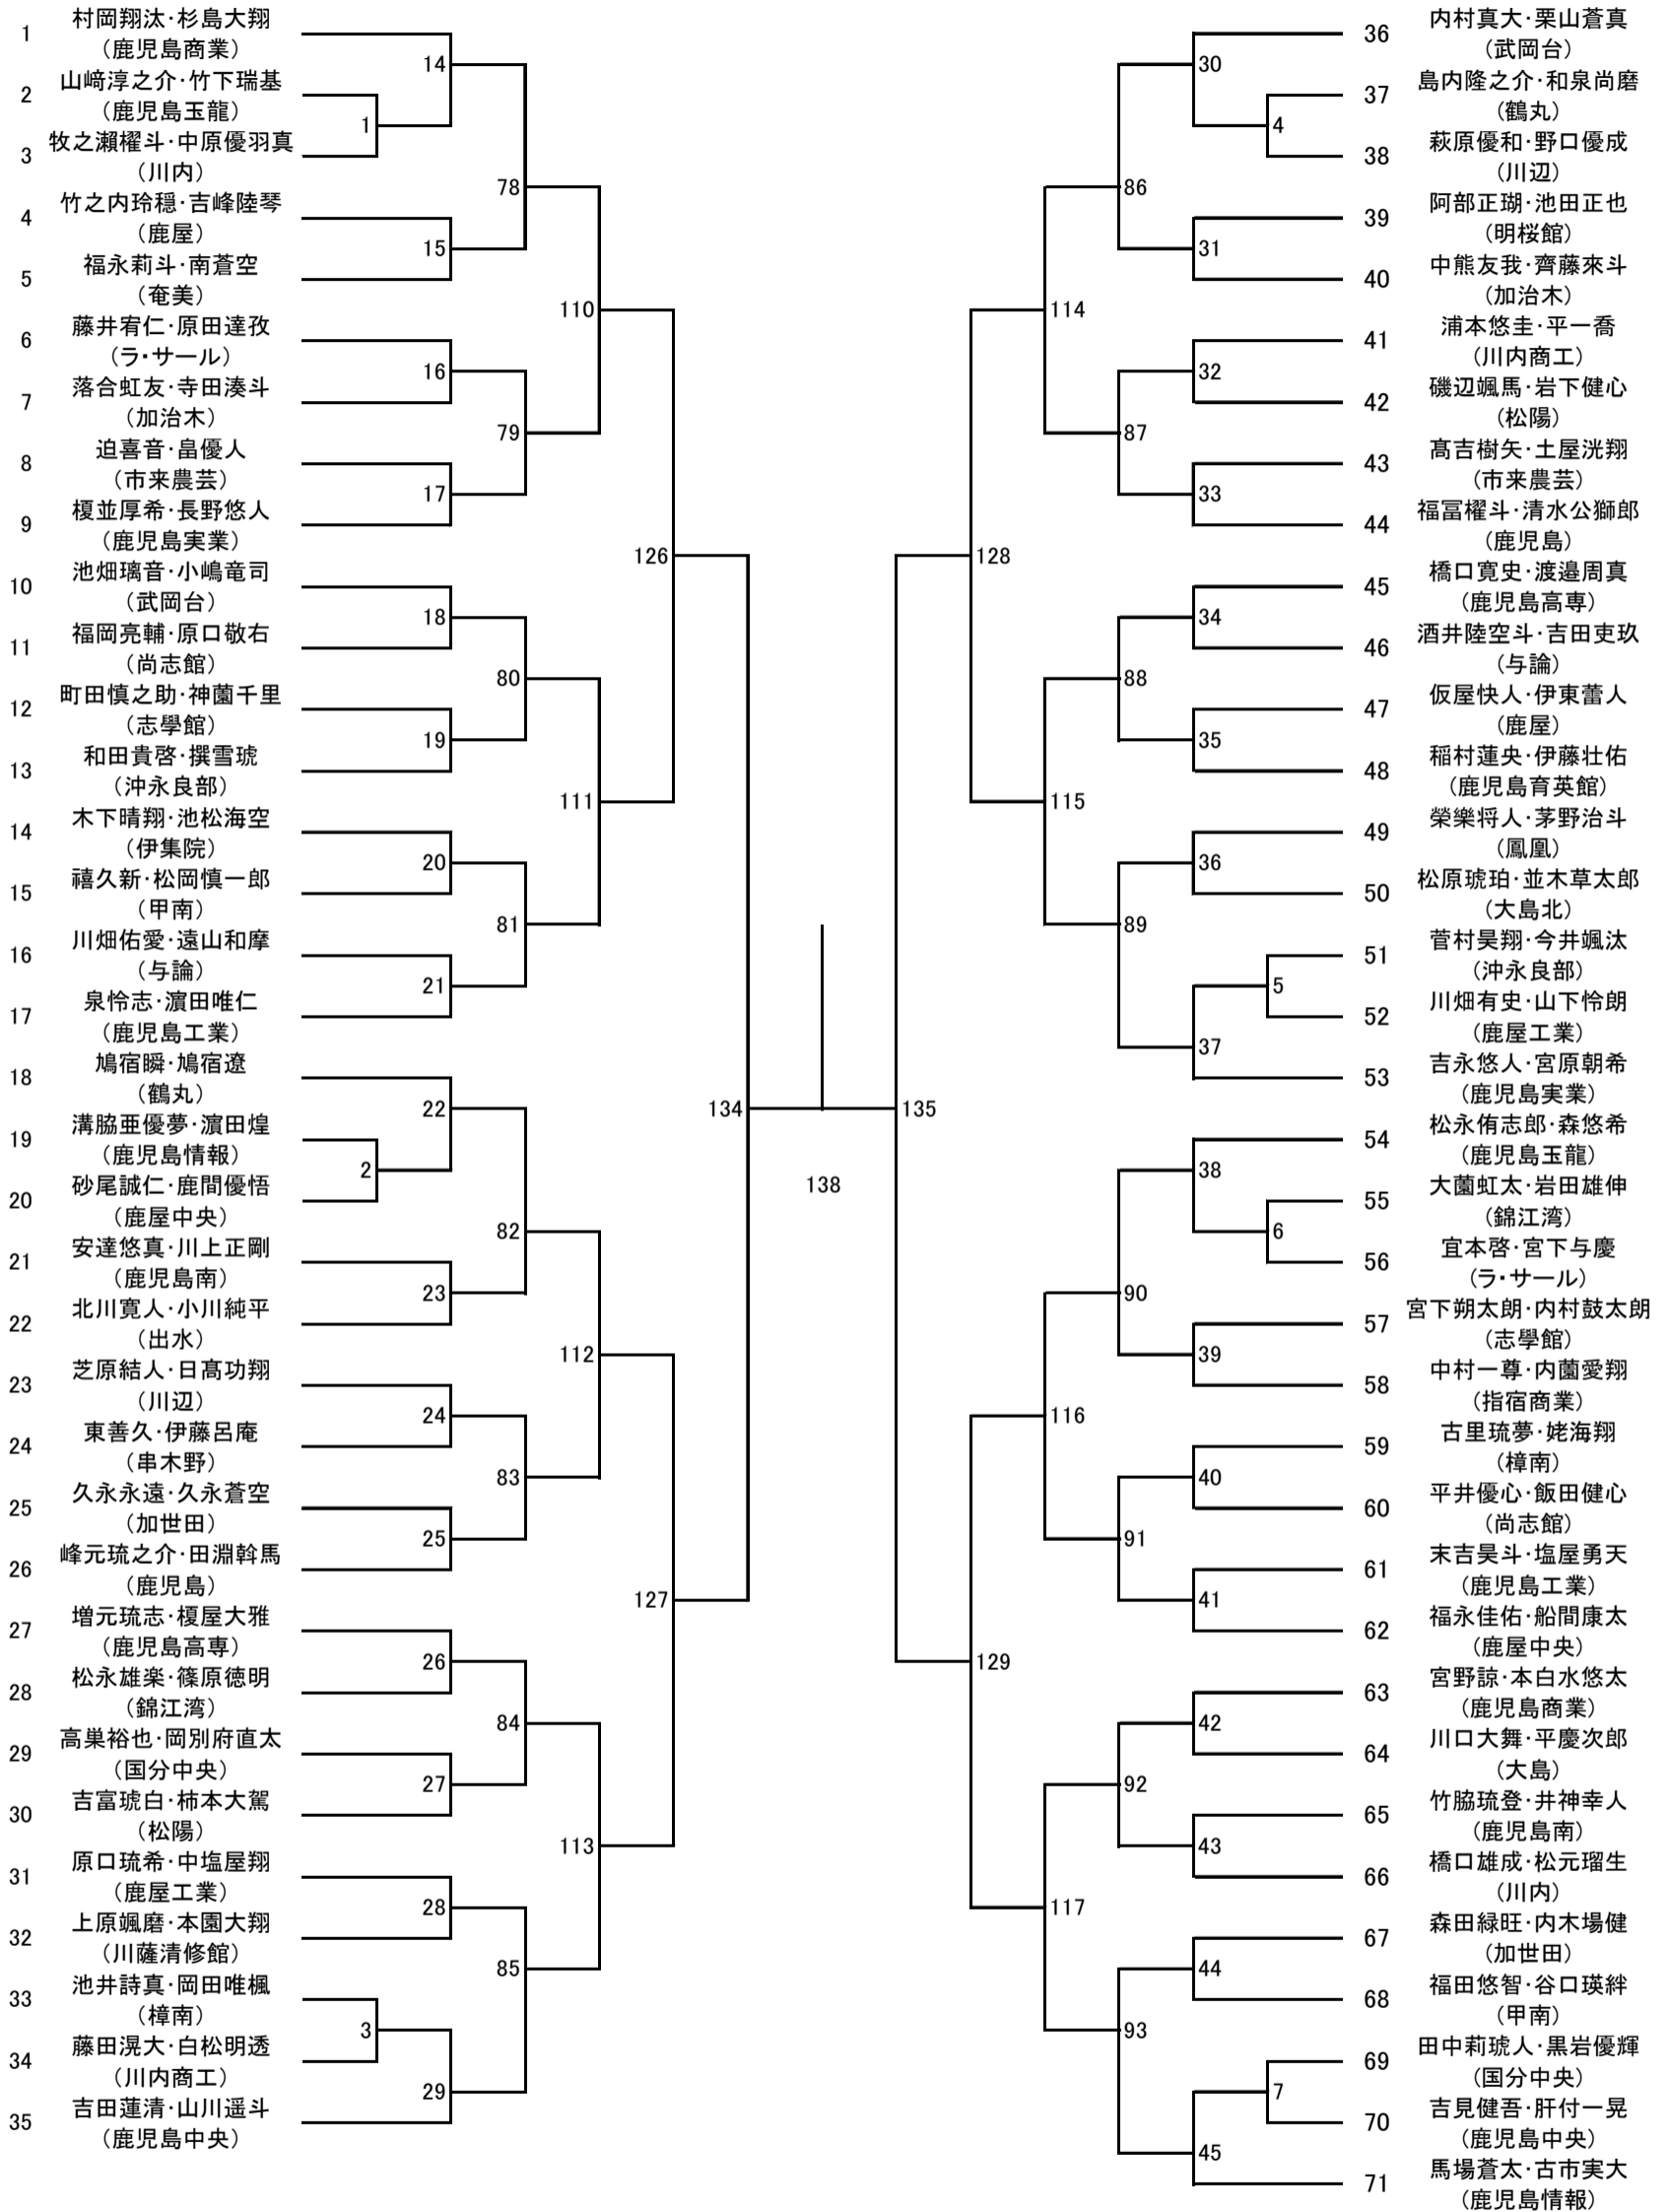 1 村岡翔汰・杉島大翔
(鹿児島商業)
2 山﨑淳之介・竹下瑞基
(鹿児島玉龍)
3 牧之瀬櫂斗・中原優羽真
(川内)
4 竹之内玲穏・吉峰陸琴
(鹿屋)
5 福永莉斗・南蒼空
(奄美)
6 藤井宥仁・原田達孜
(ラ・サール)
7 落合虹友・寺田湊斗
(加治木)
8 迫喜音・畠優人
(市来農芸)
9 榎並厚希・長野悠人
(鹿児島実業)
10 池畑璃音・小嶋竜司
(武岡台)
11 福岡亮輔・原口敬右
(尚志館)
12 町田慎之助・神薗千里
(志學館)
13 和田貴啓・撰雪琥
(沖永良部)
14 木下晴翔・池松海空
(伊集院)
15 禧久新・松岡慎一郎
(甲南)
16 川畑佑愛・遠山和摩
(与論)
17 泉怜志・濵田唯仁
(鹿児島工業)
18 鳩宿瞬・鳩宿遼
(鶴丸)
19 溝脇亜優夢・濵田煌
(鹿児島情報)
20 砂尾誠仁・鹿間優悟
(鹿屋中央)
21 安達悠真・川上正剛
(鹿児島南)
22 北川寛人・小川純平
(出水)
23 芝原結人・日髙功翔
(川辺)
24 東善久・伊藤呂庵
(串木野)
25 久永永遠・久永蒼空
(加世田)
26 峰元琉之介・田淵斡馬
(鹿児島)
27 増元琉志・榎屋大雅
(鹿児島高専)
28 松永雄楽・篠原徳明
(錦江湾)
29 高巣裕也・岡別府直太
(国分中央)
30 吉富琥白・柿本大駕
(松陽)
31 原口琉希・中塩屋翔
(鹿屋工業)
32 上原颯磨・本園大翔
(川薩清修館)
33 池井詩真・岡田唯楓
(樟南)
34 藤田滉大・白松明透
(川内商工)
35 吉田蓮清・山川遥斗
(鹿児島中央)
1
2
3
14
15
16
17
18
19
20
21
22
23
24
25
26
27
28
29
78
79
80
81
82
83
84
85
110
111
112
113
126
127
134
138
135
128
129
114
115
116
117
86
87
88
89
90
91
92
93
30
31
32
33
34
35
36
37
38
39
40
41
42
43
44
45
4
5
6
7
36 内村真大・栗山蒼真
(武岡台)
37 島内隆之介・和泉尚磨
(鶴丸)
38 萩原優和・野口優成
(川辺)
39 阿部正瑚・池田正也
(明桜館)
40 中熊友我・齊藤來斗
(加治木)
41 浦本悠圭・平一喬
(川内商工)
42 磯辺颯馬・岩下健心
(松陽)
43 髙吉樹矢・土屋洸翔
(市来農芸)
44 福冨櫂斗・清水公獅郎
(鹿児島)
45 橋口寛史・渡邉周真
(鹿児島高専)
46 酒井陸空斗・吉田吏玖
(与論)
47 仮屋快人・伊東蕾人
(鹿屋)
48 稲村蓮央・伊藤壮佑
(鹿児島育英館)
49 榮樂将人・茅野治斗
(鳳凰)
50 松原琥珀・並木草太郎
(大島北)
51 菅村昊翔・今井颯汰
(沖永良部)
52 川畑有史・山下怜朗
(鹿屋工業)
53 吉永悠人・宮原朝希
(鹿児島実業)
54 松永侑志郎・森悠希
(鹿児島玉龍)
55 大薗虹太・岩田雄伸
(錦江湾)
56 宜本啓・宮下与慶
(ラ・サール)
57 宮下朔太朗・内村鼓太朗
(志學館)
58 中村一尊・内薗愛翔
(指宿商業)
59 古里琉夢・姥海翔
(樟南)
60 平井優心・飯田健心
(尚志館)
61 末吉昊斗・塩屋勇天
(鹿児島工業)
62 福永佳佑・船間康太
(鹿屋中央)
63 宮野諒・本白水悠太
(鹿児島商業)
64 川口大舞・平慶次郎
(大島)
65 竹脇琉登・井神幸人
(鹿児島南)
66 橋口雄成・松元瑠生
(川内)
67 森田緑旺・内木場健
(加世田)
68 福田悠智・谷口瑛絆
(甲南)
69 田中莉琥人・黒岩優輝
(国分中央)
70 吉見健吾・肝付一晃
(鹿児島中央)
71 馬場蒼太・古市実大
(鹿児島情報)